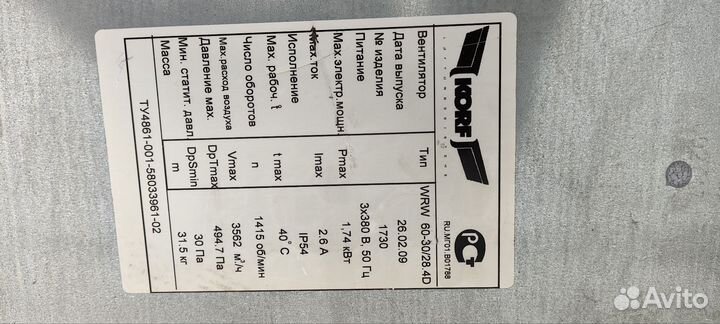 KORF
RU.МГ01.В01788
РСТ
Вентилятор Тип WRW 60-30/28.4D
Дата выпуска 26.02.09
№ изделия 1730
Питание 3x380 В, 50 Гц
Мах.электр.мощн. Pmax 1,74 кВт
Мах.ток Imax 2.6 А
Исполнение IP54
Мах. рабоч. t t max 40°С
Число оборотов n 1415 об/мин
Мах.расход воздуха Vmax 3562 м³/ч
Давление мах. DpTmax 494.7 Па
Мин. статит. давл. DpSmin 30 Па
Масса m 31.5 кг
ТУ4861-001-58033961-02
Avito